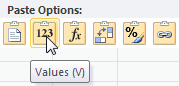 Paste Options:
123 fx %
Values (V)